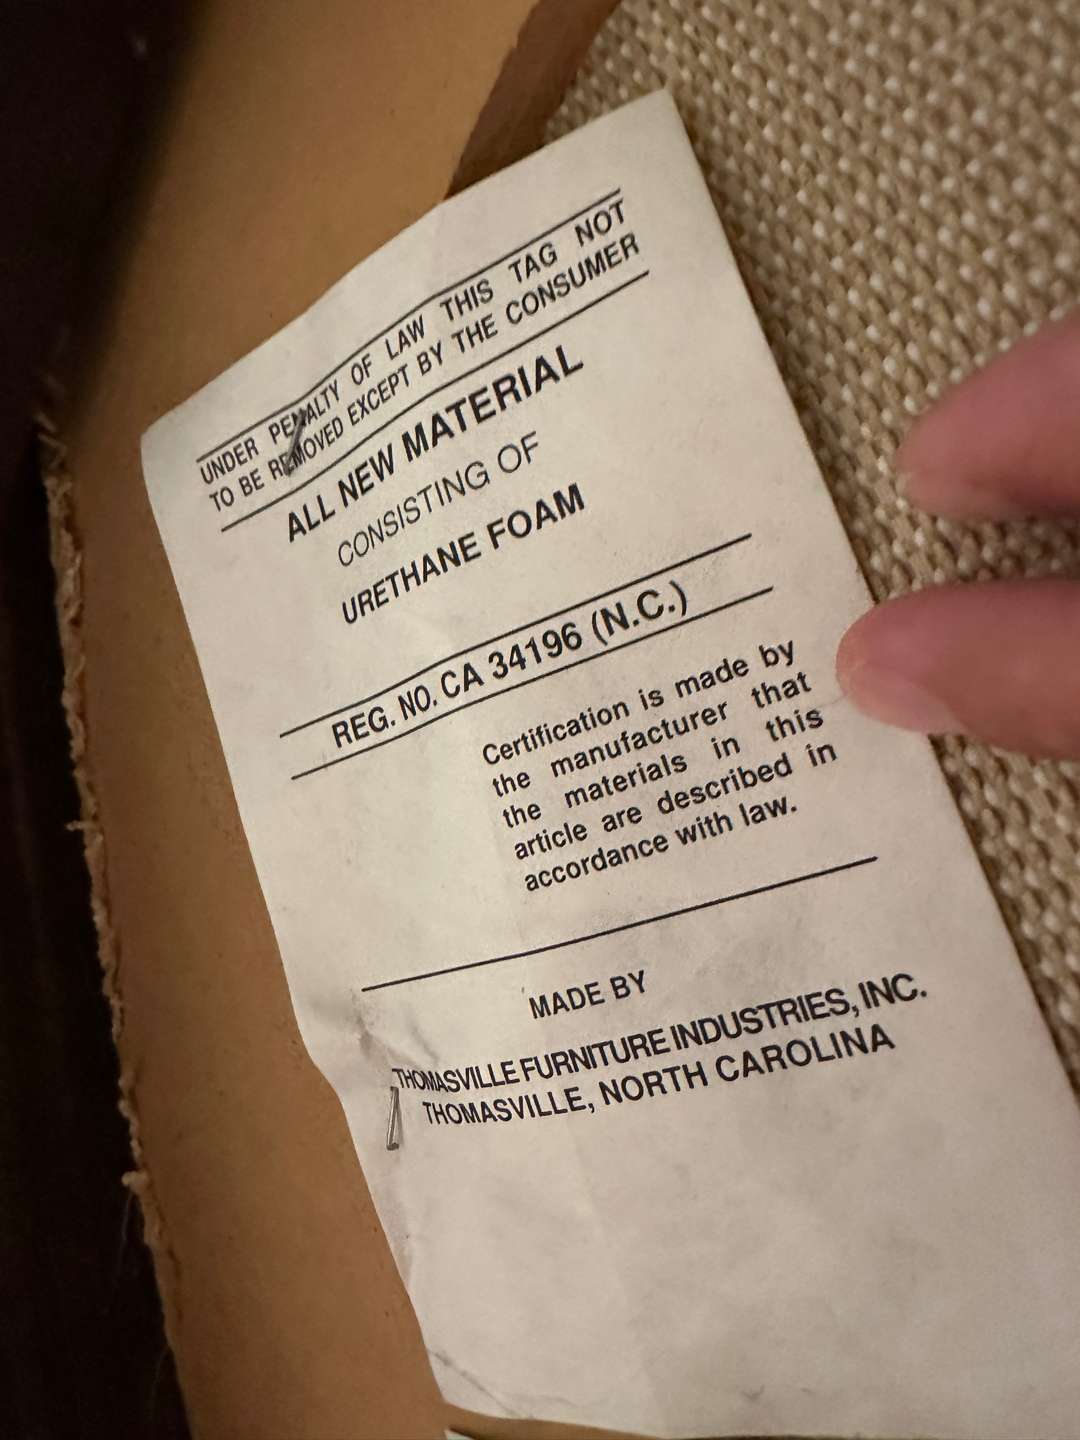 UNDER PENALTY OF LAW THIS TAG NOT
TO BE REMOVED EXCEPT BY THE CONSUMER
ALL NEW MATERIAL
CONSISTING OF
URETHANE FOAM
REG. NO. CA 34196 (N.C.)
Certification is made by
the manufacturer that
the materials in this
article are described in
accordance with law.
MADE BY
THOMASVILLE FURNITURE INDUSTRIES, INC.
THOMASVILLE, NORTH CAROLINA